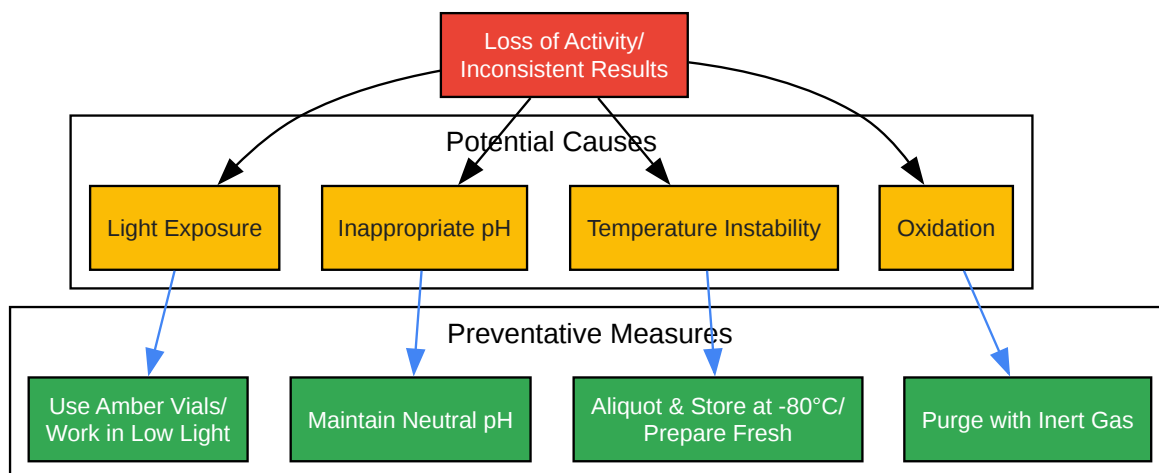 Loss of Activity/
Inconsistent Results
Potential Causes
Light Exposure
Inappropriate pH
Temperature Instability
Oxidation
Preventative Measures
Use Amber Vials/
Work in Low Light
Maintain Neutral pH
Aliquot & Store at -80°C/
Prepare Fresh
Purge with Inert Gas